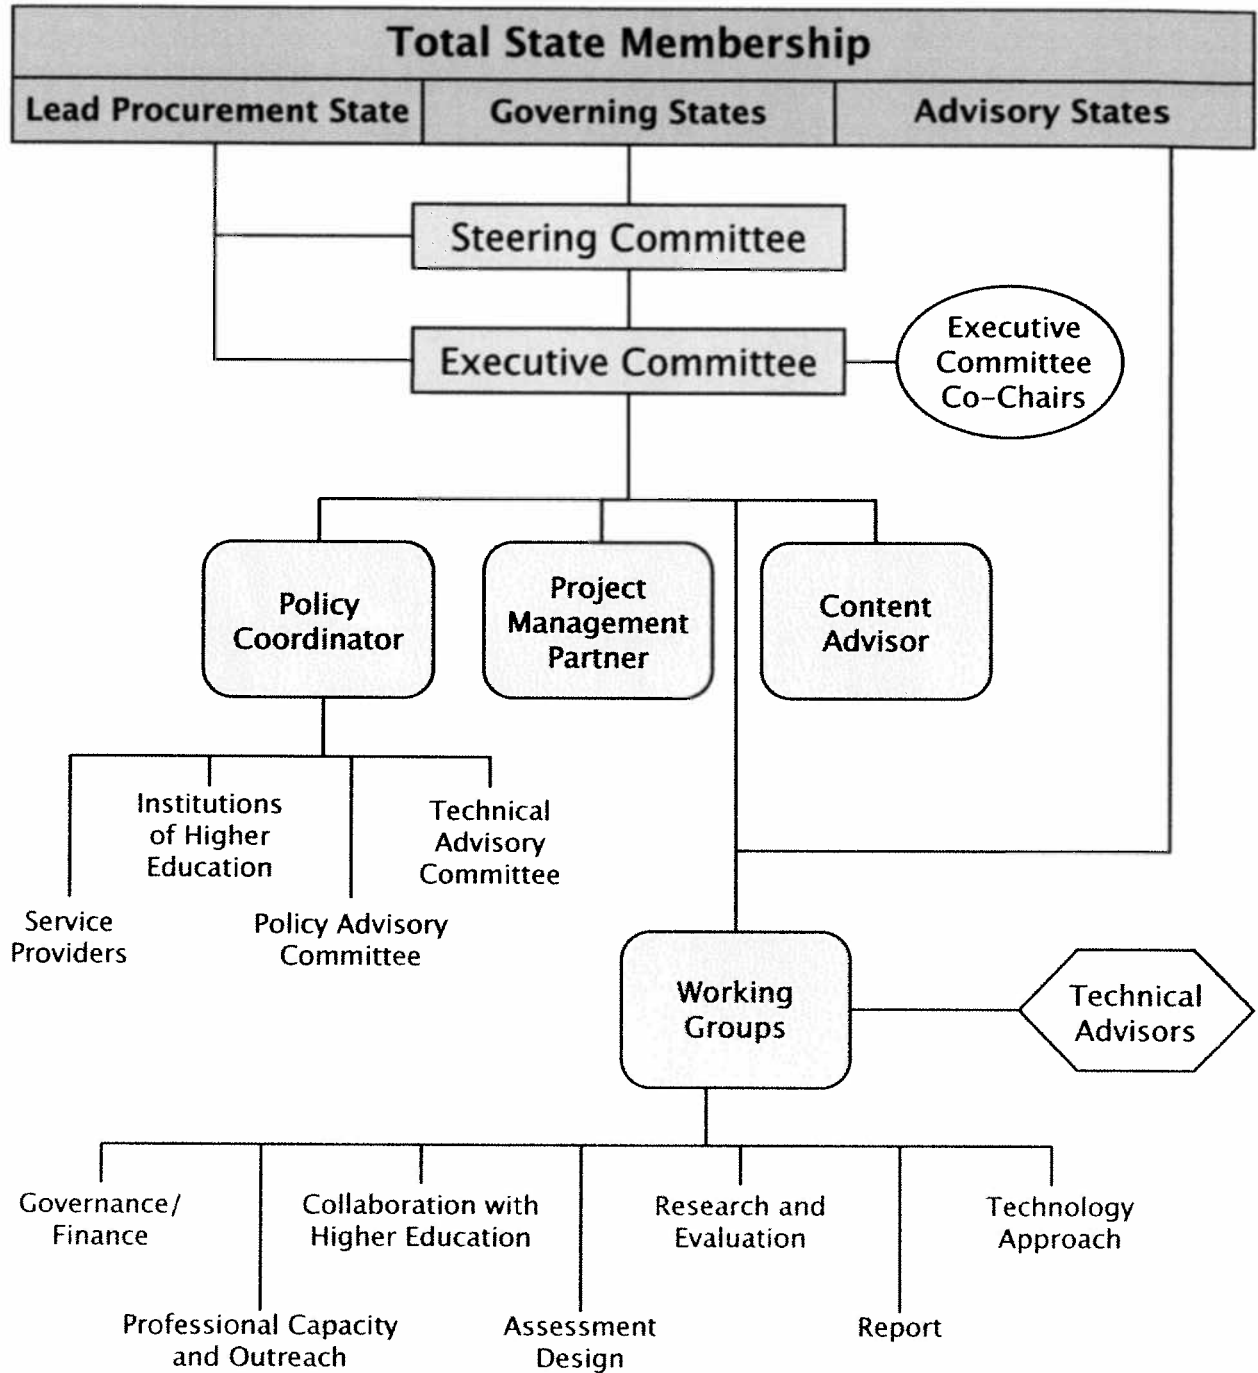 Total State Membership
Lead Procurement State
Governing States
Advisory States
Steering Committee
Executive Committee
Executive
Committee
Co-Chairs
Policy
Coordinator
Project
Management
Partner
Content
Advisor
Service
Providers
Institutions
of Higher
Education
Policy Advisory
Committee
Technical
Advisory
Committee
Working
Groups
Technical
Advisors
Governance/
Finance
Professional Capacity
and Outreach
Collaboration with
Higher Education
Assessment
Design
Research and
Evaluation
Report
Technology
Approach